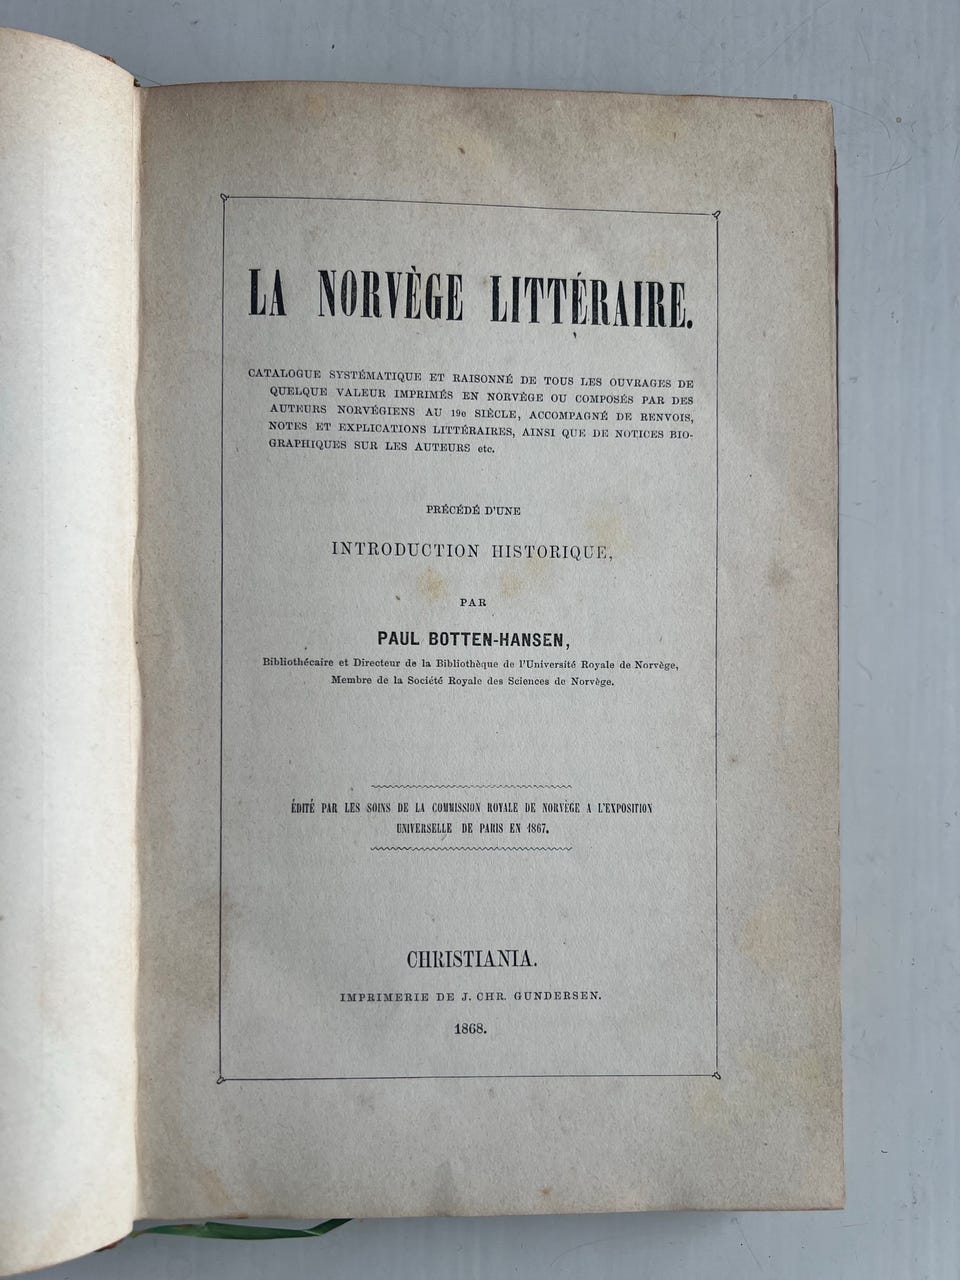 LA NORVÈGE LITTÉRAIRE.
CATALOGUE SYSTÉMATIQUE ET RAISONNÉ DE TOUS LES OUVRAGES DE
QUELQUE VALEUR IMPRIMÉS EN NORVÈGE OU COMPOSÉS PAR DES
AUTEURS NORVÉGIENS AU 19e SIÈCLE, ACCOMPAGNÉ DE RENVOIS,
NOTES ET EXPLICATIONS LITTÉRAIRES, AINSI QUE DE NOTICES BIO-
GRAPHIQUES SUR LES AUTEURS etc.
PRÉCÉDÉ D'UNE
INTRODUCTION HISTORIQUE,
PAR
PAUL BOTTEN-HANSEN,
Bibliothécaire et Directeur de la Bibliothèque de l'Université Royale de Norvège,
Membre de la Société Royale des Sciences de Norvège.
ÉDITÉ PAR LES SOINS DE LA COMMISSION ROYALE DE NORVÈGE A L'EXPOSITION
UNIVERSELLE DE PARIS EN 1867.
CHRISTIANIA.
IMPRIMERIE DE J. CHR. GUNDERSEN.
1868.